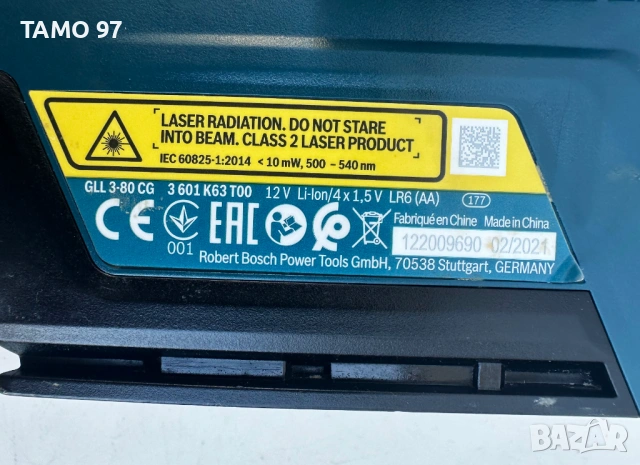 TAMO 97
LASER RADIATION. DO NOT STARE
INTO BEAM. CLASS 2 LASER PRODUCT
IEC 60825-1:2014 < 10 mW, 500 – 540 nm
GLL 3-80 CG 3 601 K63 T00 12 V Li-Ion/4 x 1,5 V LR6 (AA) 177
CE EAC
Fabriqué en Chine Made in China
001
122009690 02/2021
Robert Bosch Power Tools GmbH, 70538 Stuttgart, GERMANY
BAZAR